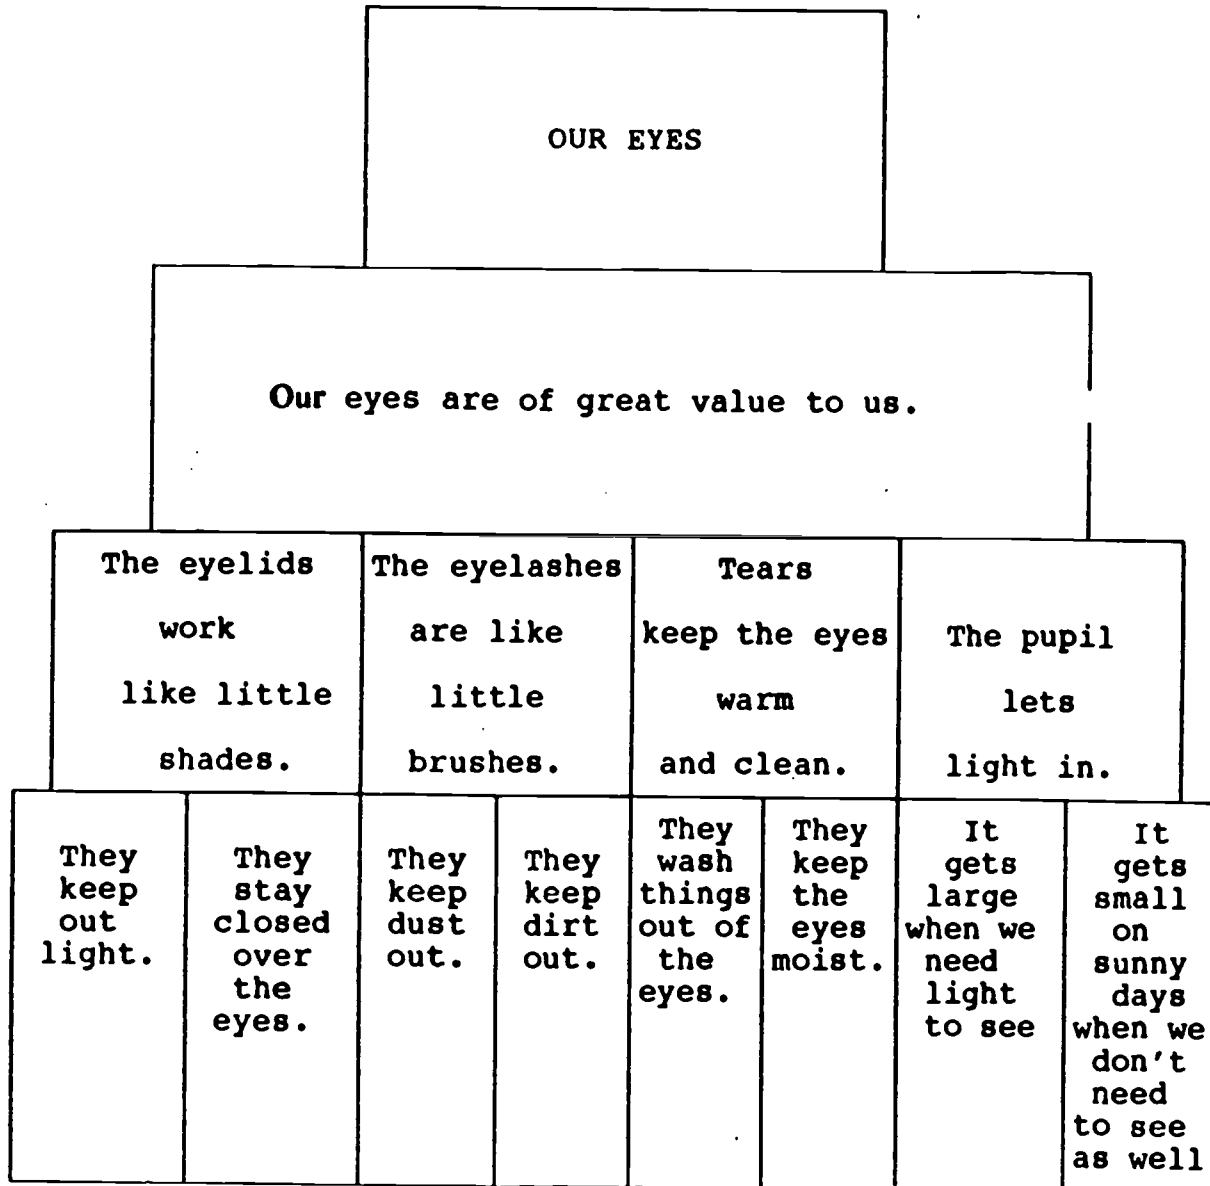 OUR EYES
Our eyes are of great value to us.
The eyelids
work
like little
shades.
The eyelashes
are like
little
brushes.
Tears
keep the eyes
warm
and clean.
The pupil
lets
light in.
They
keep
out
light.
They
stay
closed
over
the
eyes.
They
keep
dust
out.
They
keep
dirt
out.
They
wash
things
out of
the
eyes.
They
keep
the
eyes
moist.
It
gets
large
when we
need
light
to see
It
gets
small
on
sunny
days
when we
don't
need
to see
as well